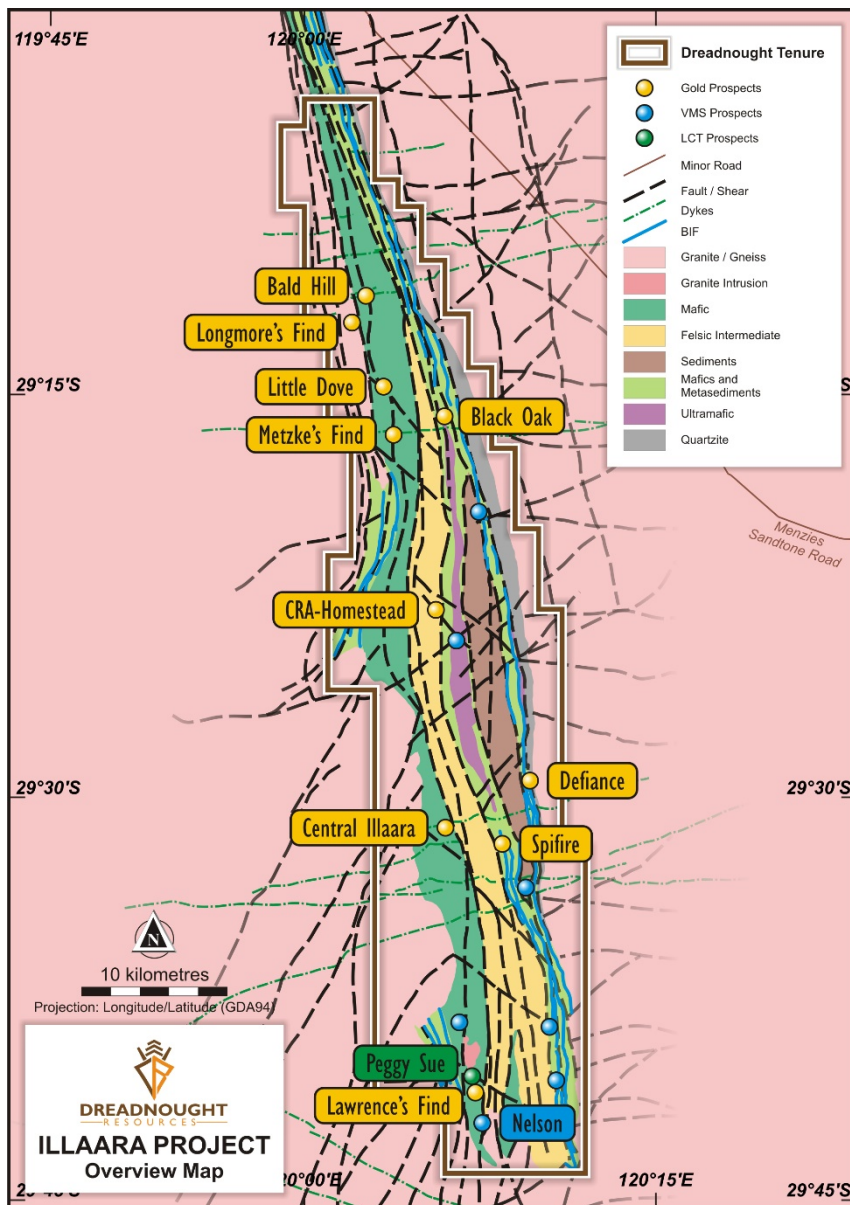 119°45'E
120°00'E
Dreadnought Tenure
Gold Prospects
VMS Prospects
LCT Prospects
Minor Road
Fault / Shear
Dykes
BIF
Granite / Gneiss
Granite Intrusion
Mafic
Felsic Intermediate
Sediments
Mafics and
Metasediments
Ultramafic
Quartzite
Bald Hill
Longmore's Find
29°15'S
Little Dove
Black Oak
Metzke's Find
Menzies
Sandtone Road
CRA-Homestead
Defiance
29°30'S
29°30'S
Central Illaara
Spifire
N
10 kilometres
Projection: Longitude/Latitude (GDA94)
Peggy Sue
Lawrence's Find
Nelson
DREADNOUGHT
RESOURCES
ILLAARA PROJECT
Overview Map
120°00'E
120°15'E
29°45'S